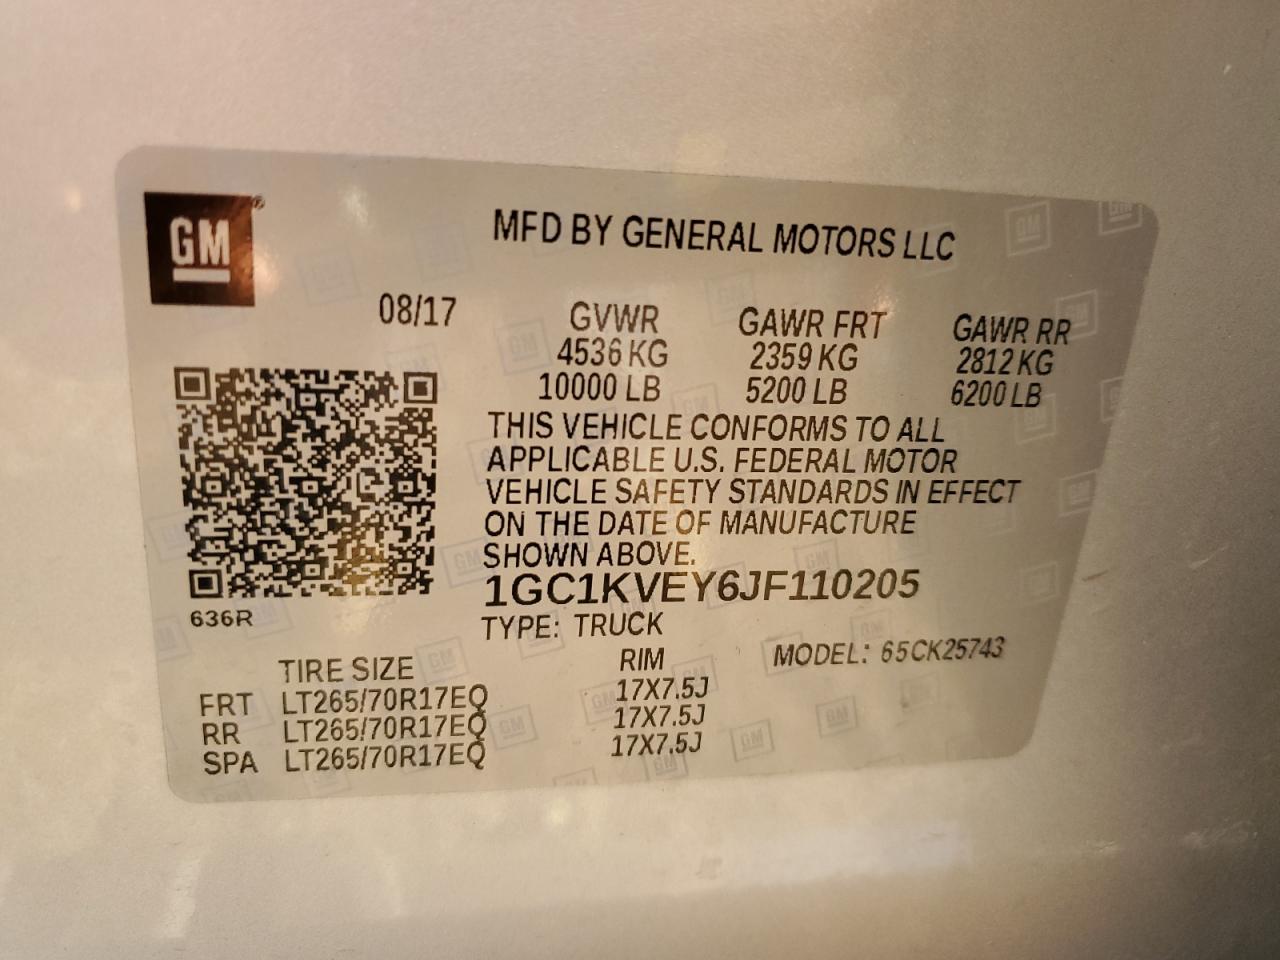 GM®
MFD BY GENERAL MOTORS LLC
08/17
GVWR GAWR FRT GAWR RR
4536 KG 2359 KG 2812 KG
10000 LB 5200 LB 6200 LB
THIS VEHICLE CONFORMS TO ALL
APPLICABLE U.S. FEDERAL MOTOR
VEHICLE SAFETY STANDARDS IN EFFECT
ON THE DATE OF MANUFACTURE
SHOWN ABOVE.
1GC1KVEY6JF110205
636R
TYPE: TRUCK
MODEL: 65CK25743
TIRE SIZE RIM
FRT LT265/70R17EQ 17X7.5J
RR LT265/70R17EQ 17X7.5J
SPA LT265/70R17EQ 17X7.5J